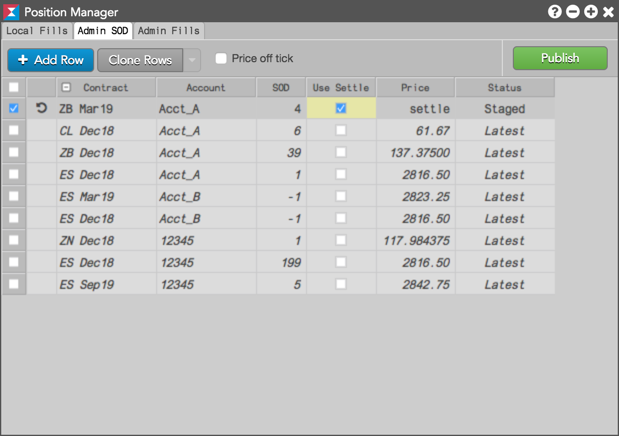 Position Manager
Local Fills Admin SOD Admin Fills
+ Add Row Clone Rows Price off tick Publish
Contract Account SOD Use Settle Price Status
ZB Mar19 Acct_A 4 settle Staged
CL Dec18 Acct_A 6 61.67 Latest
ZB Dec18 Acct_A 39 137.37500 Latest
ES Dec18 Acct_A 1 2816.50 Latest
ES Mar19 Acct_B -1 2823.25 Latest
ES Dec18 Acct_B -1 2816.50 Latest
ZN Dec18 12345 1 117.984375 Latest
ES Dec18 12345 199 2816.50 Latest
ES Sep19 12345 5 2842.75 Latest